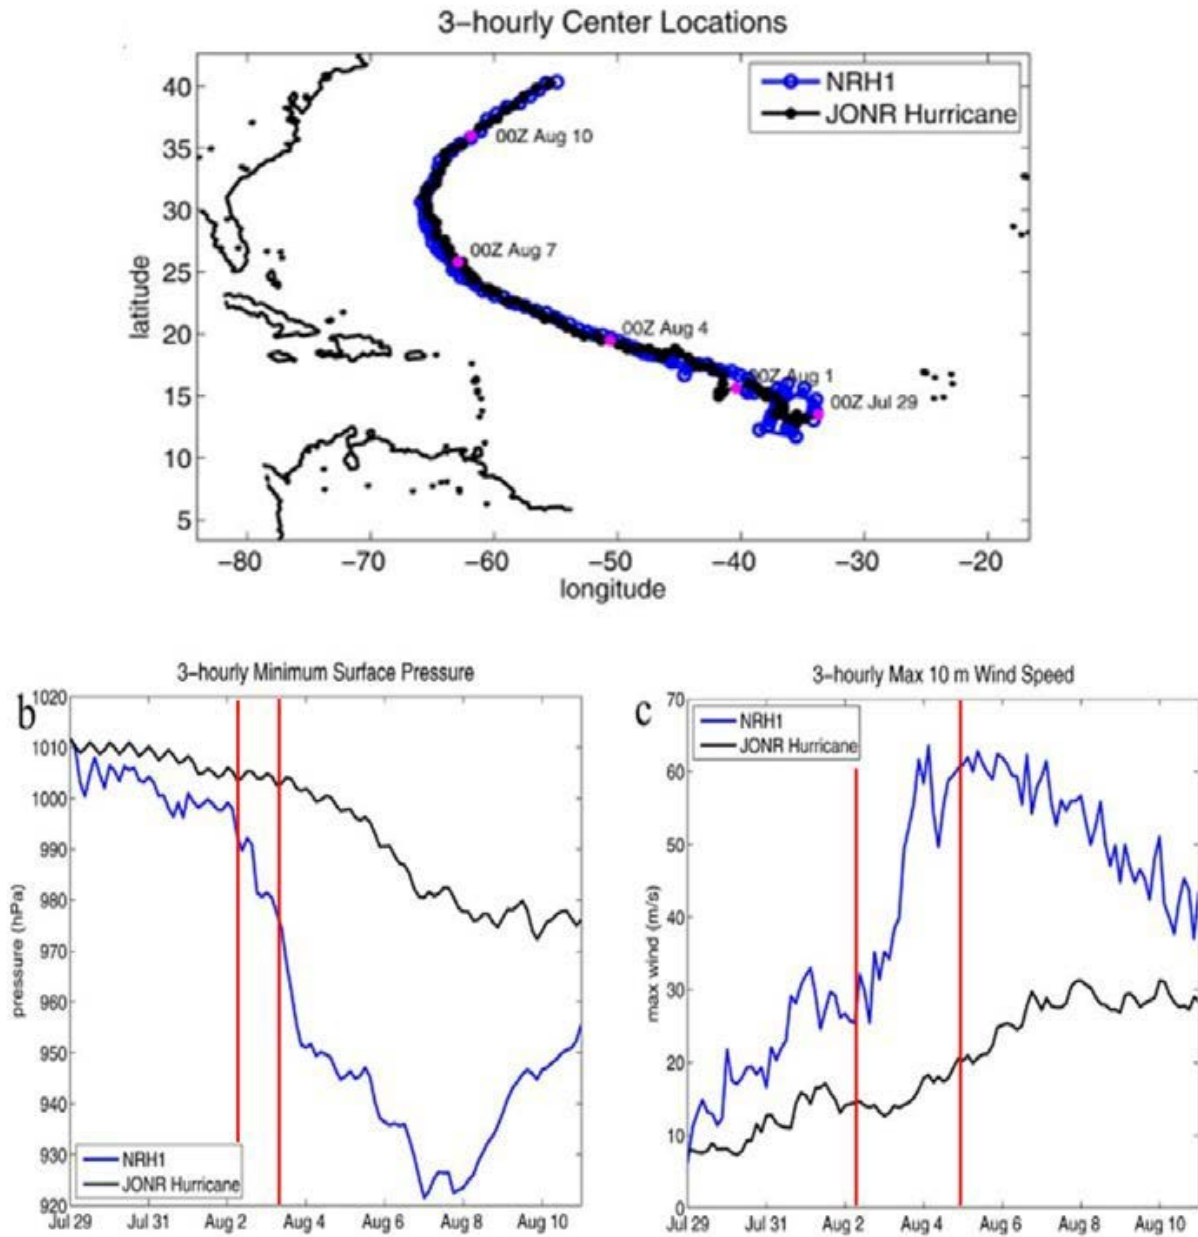 3-hourly Center Locations
NRH1
JONR Hurricane
40
35
30
25
20
15
10
5
latitude
00Z Aug 10
00Z Aug 7
00Z Aug 4
00Z Aug 1
00Z Jul 29
-80 -70 -60 -50 -40 -30 -20
longitude
3-hourly Minimum Surface Pressure
b
1020
1010
1000
990
980
970
960
950
940
930
920
pressure (hPa)
NRH1
JONR Hurricane
Jul 29 Jul 31 Aug 2 Aug 4 Aug 6 Aug 8 Aug 10
3-hourly Max 10 m Wind Speed
c
70
60
50
40
30
20
10
0
max wind (m/s)
NRH1
JONR Hurricane
Jul 29 Jul 31 Aug 2 Aug 4 Aug 6 Aug 8 Aug 10